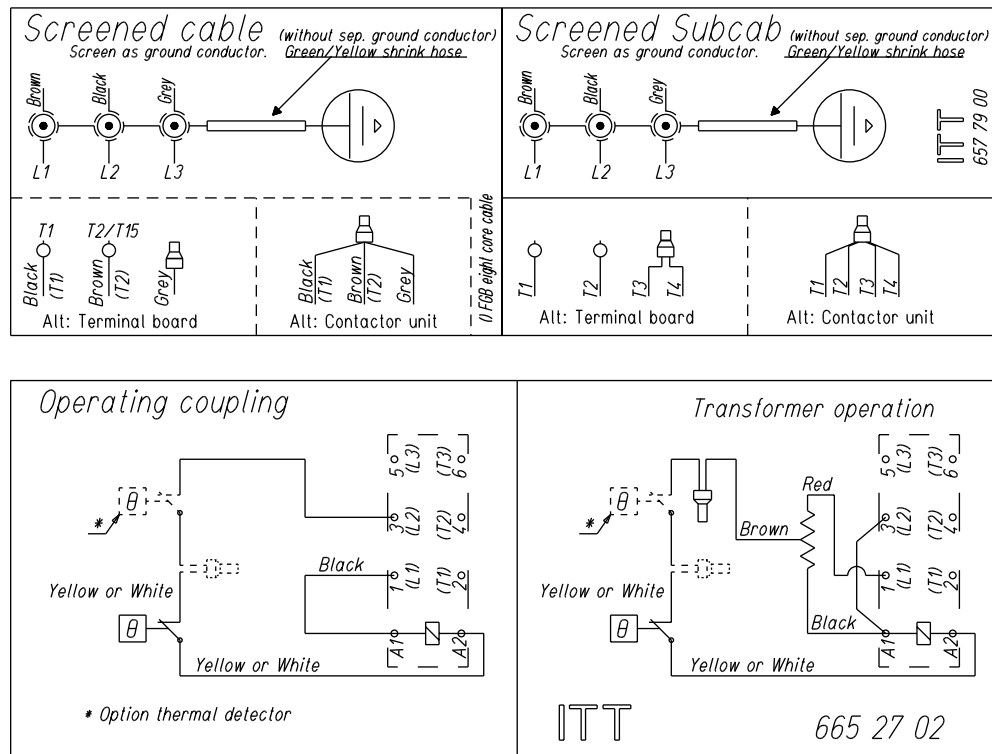 Screened cable (without sep. ground conductor)
Screen as ground conductor. Green/Yellow shrink hose
Brown
Black
Grey
L1
L2
L3
T1
T2/T15
Black
(T1)
Brown
(T2)
Grey
Alt: Terminal board
Black
(T1)
Brown
(T2)
Grey
Alt: Contactor unit
() FGB eight core cable
Screened Subcab (without sep. ground conductor)
Screen as ground conductor. Green/Yellow shrink hose
Brown
Black
Grey
L1
L2
L3
ITT
657 79 00
T1
T2
T3
T4
Alt: Terminal board
T1
T2
T3
T4
Alt: Contactor unit
Operating coupling
5
(L3)
(T3)
6
θ
*
3
(L2)
(T2)
4
Black
1
(L1)
(T1)
2
Yellow or White
θ
A1
A2
Yellow or White
* Option thermal detector
Transformer operation
5
(L3)
(T3)
6
Red
θ
*
3
(L2)
(T2)
4
Brown
1
(L1)
(T1)
2
Yellow or White
θ
Black
A1
A2
Yellow or White
ITT
665 27 02